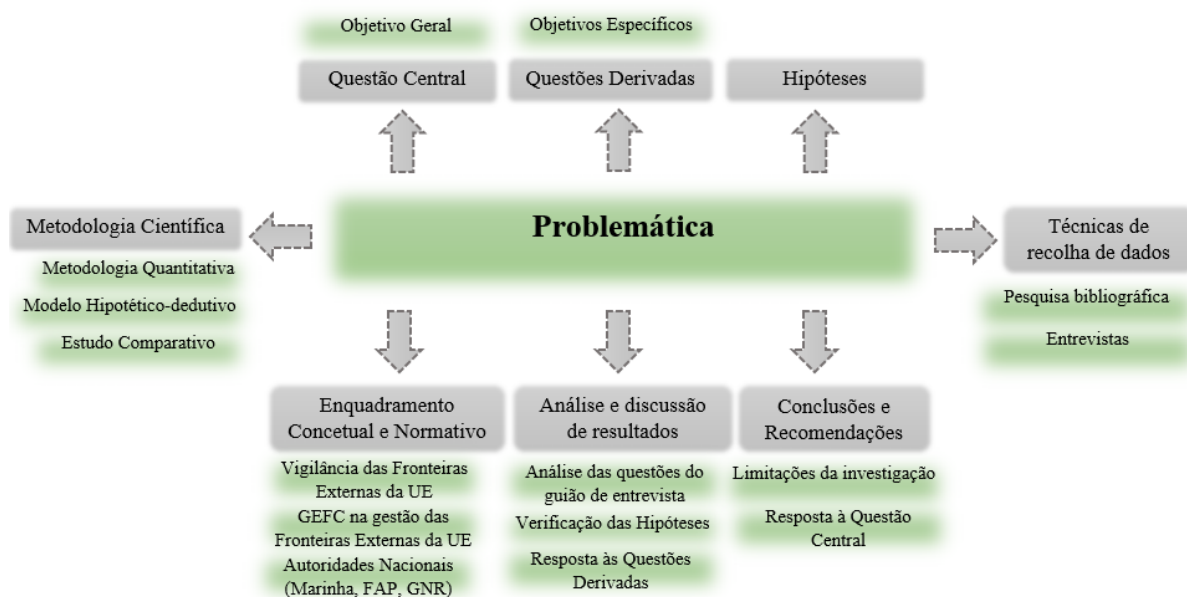 Objetivo Geral
Objetivos Específicos
Questão Central
Questões Derivadas
Hipóteses
Problemática
Metodologia Científica
Metodologia Quantitativa
Modelo Hipotético-dedutivo
Estudo Comparativo
Técnicas de
recolha de dados
Pesquisa bibliográfica
Entrevistas
Enquadramento
Concetual e Normativo
Vigilância das Fronteiras
Externas da UE
GEFC na gestão das
Fronteiras Externas da UE
Autoridades Nacionais
(Marinha, FAP, GNR)
Análise e discussão
de resultados
Análise das questões do
guião de entrevista
Verificação das Hipóteses
Resposta às Questões
Derivadas
Conclusões e
Recomendações
Limitações da investigação
Resposta à Questão
Central